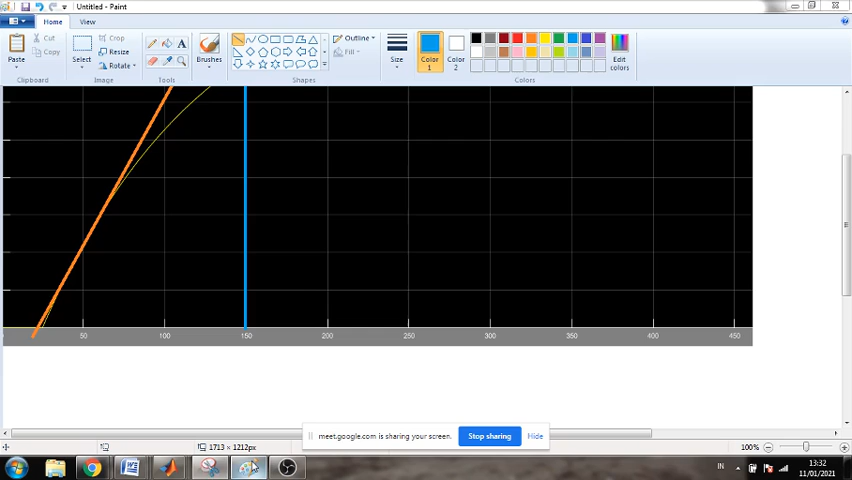 Untitled - Paint
Home View
Cut
Copy
Paste
Clipboard
Crop
Resize
Rotate
Select
Image
A
Tools
Brushes
Outline
Fill
Shapes
Size
Color
1
Color
2
Edit
colors
Colors
50 100 150 200 250 300 350 400 450
meet.google.com is sharing your screen. Stop sharing Hide
1713 × 1212px 100%
IN 13:32
11/01/2021